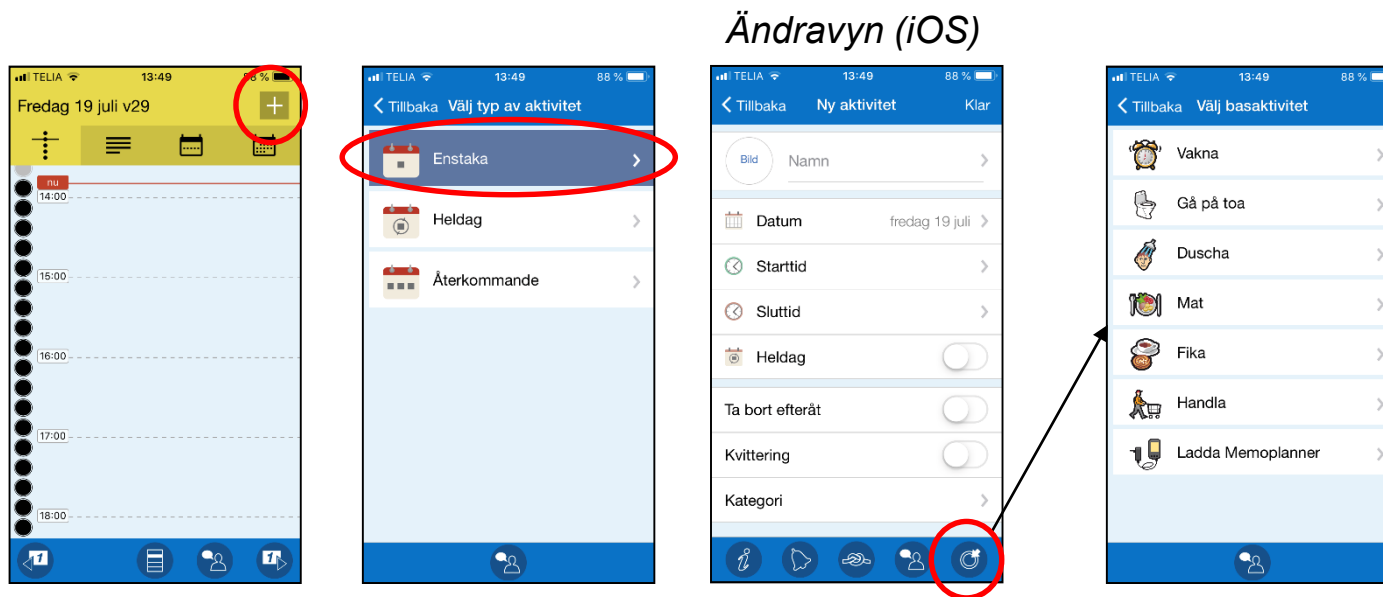 Ändravyn (iOS)
TELIA 13:49 88 %
Fredag 19 juli v29
nu
14:00
15:00
16:00
17:00
18:00
1
1
TELIA 13:49 88 %
Tillbaka Välj typ av aktivitet
Enstaka
Heldag
Återkommande
TELIA 13:49 88 %
Tillbaka Ny aktivitet Klar
Bild Namn
Datum fredag 19 juli
Starttid
Sluttid
Heldag
Ta bort efteråt
Kvittering
Kategori
i
TELIA 13:49 88 %
Tillbaka Välj basaktivitet
Vakna
Gå på toa
Duscha
Mat
Fika
Handla
Ladda Memoplanner